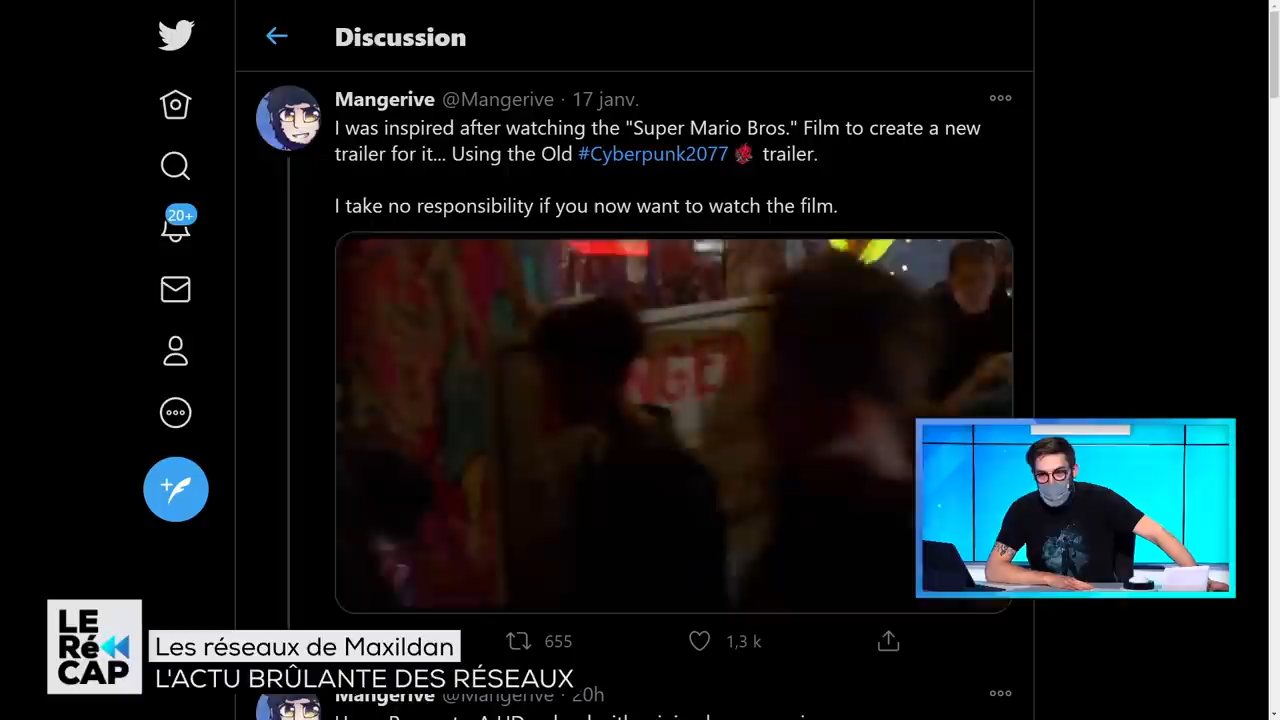 Discussion
Mangerive @Mangerive · 17 janv.
I was inspired after watching the "Super Mario Bros." Film to create a new
trailer for it... Using the Old #Cyberpunk2077 trailer.
I take no responsibility if you now want to watch the film.
20+
655
1,3 k
LE
Ré
CAP
Les réseaux de Maxildan
L'ACTU BRÛLANTE DES RÉSEAUX
Mangerive @Mangerive · 20h